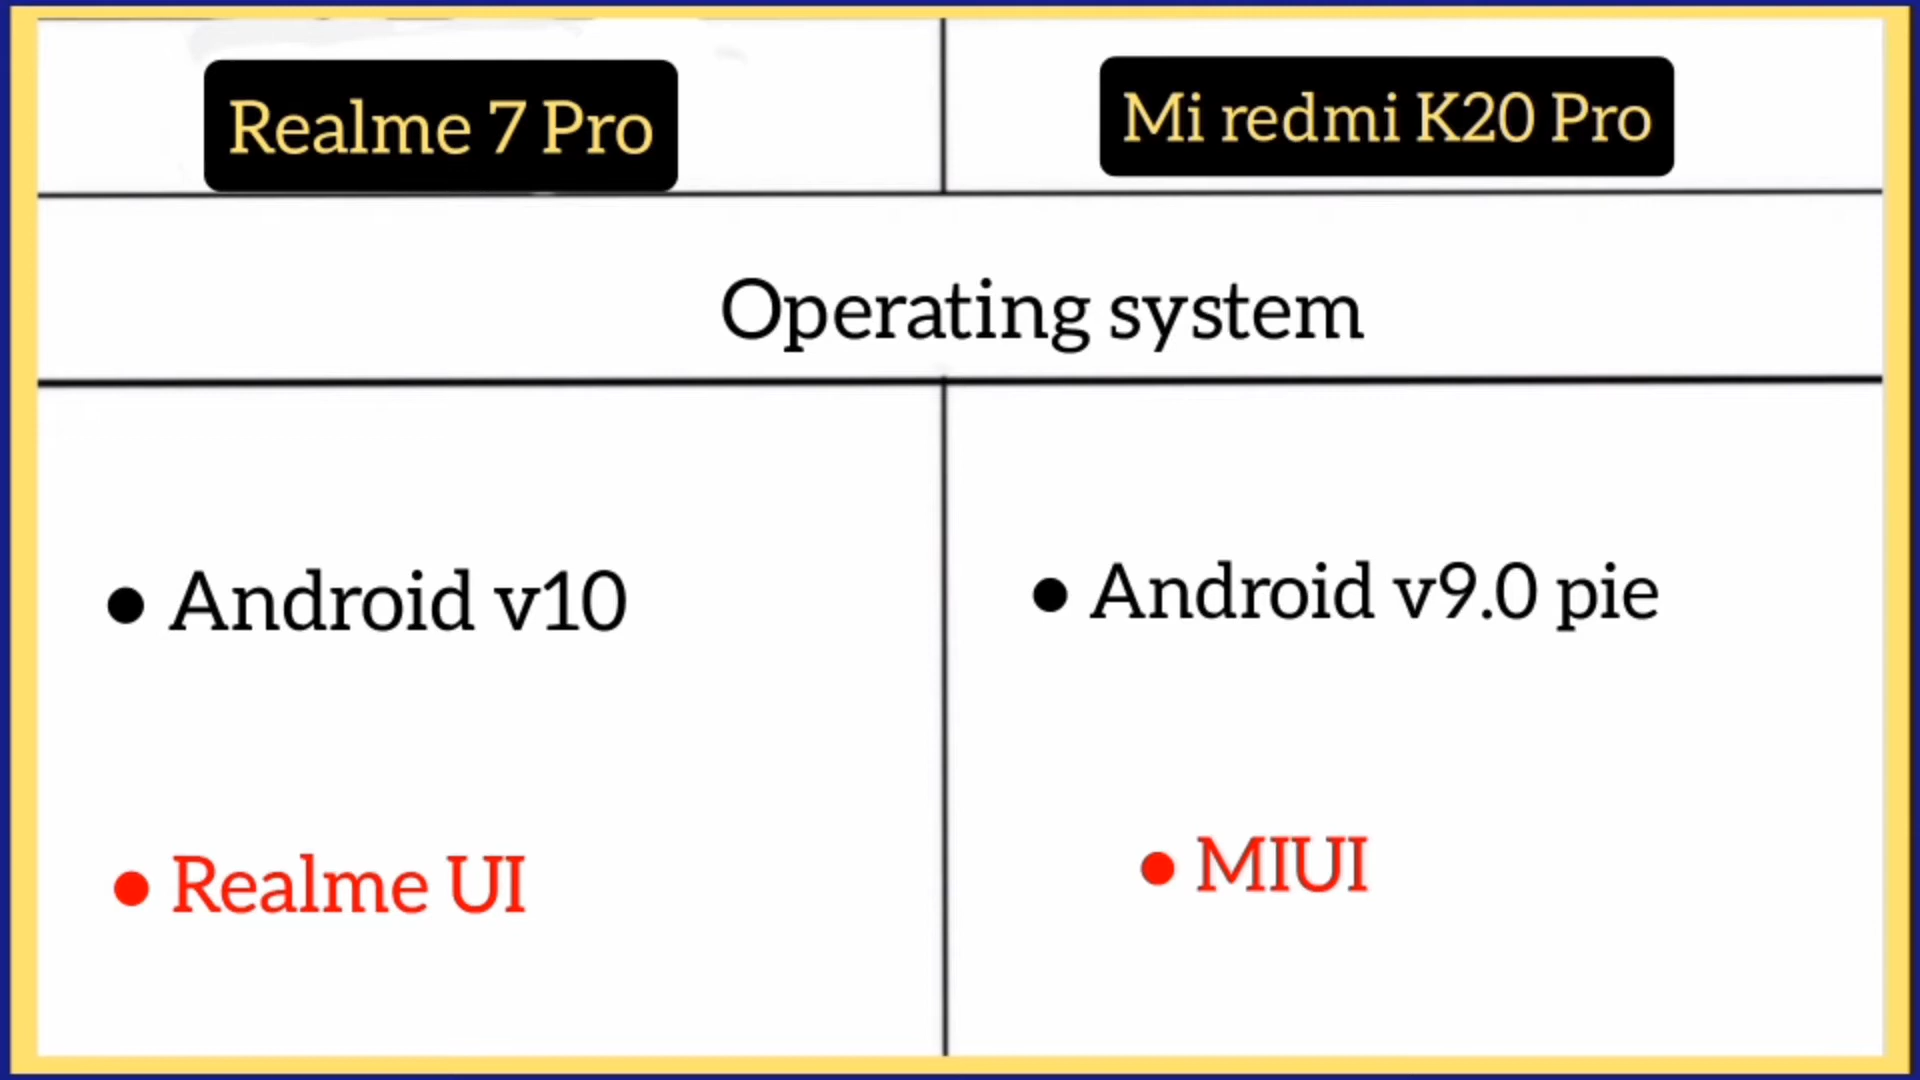 Realme 7 Pro
Mi redmi K20 Pro
Operating system
• Android v10
• Android v9.0 pie
• Realme UI
• MIUI